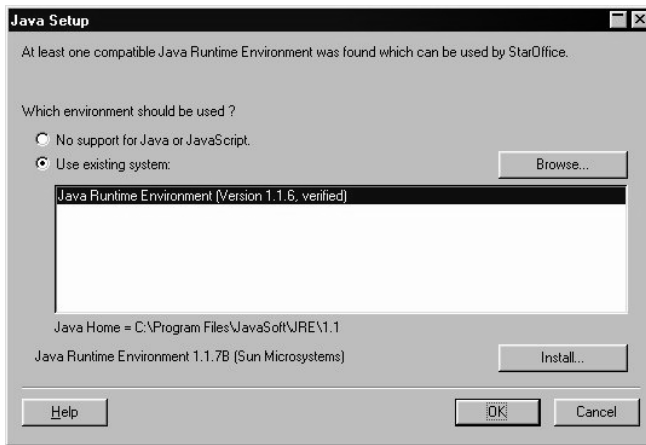 Java Setup
At least one compatible Java Runtime Environment was found which can be used by StarOffice.
Which environment should be used ?
No support for Java or JavaScript.
Use existing system:
Browse...
Java Runtime Environment (Version 1.1.6, verified)
Java Home = C:\Program Files\JavaSoft\JRE\1.1
Java Runtime Environment 1.1.7B (Sun Microsystems)
Install...
Help
OK
Cancel